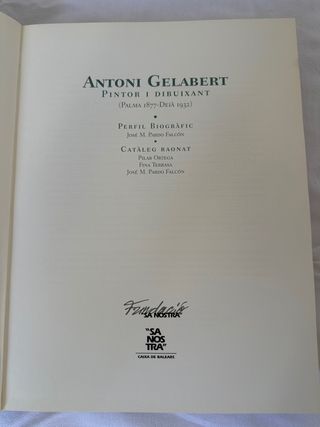 ANTONI GELABERT
PINTOR I DIBUIXANT
(PALMA 1877-DEIÀ 1932)
•
PERFIL BIOGRÀFIC
JOSÉ M. PARDO FALCÓN
•
CATÀLEG RAONAT
PILAR ORTEGA
FINA TERRASA
JOSÉ M. PARDO FALCÓN
Fundació
"SA NOSTRA"
"SA
NOS
TRA"
CAIXA DE BALEARS